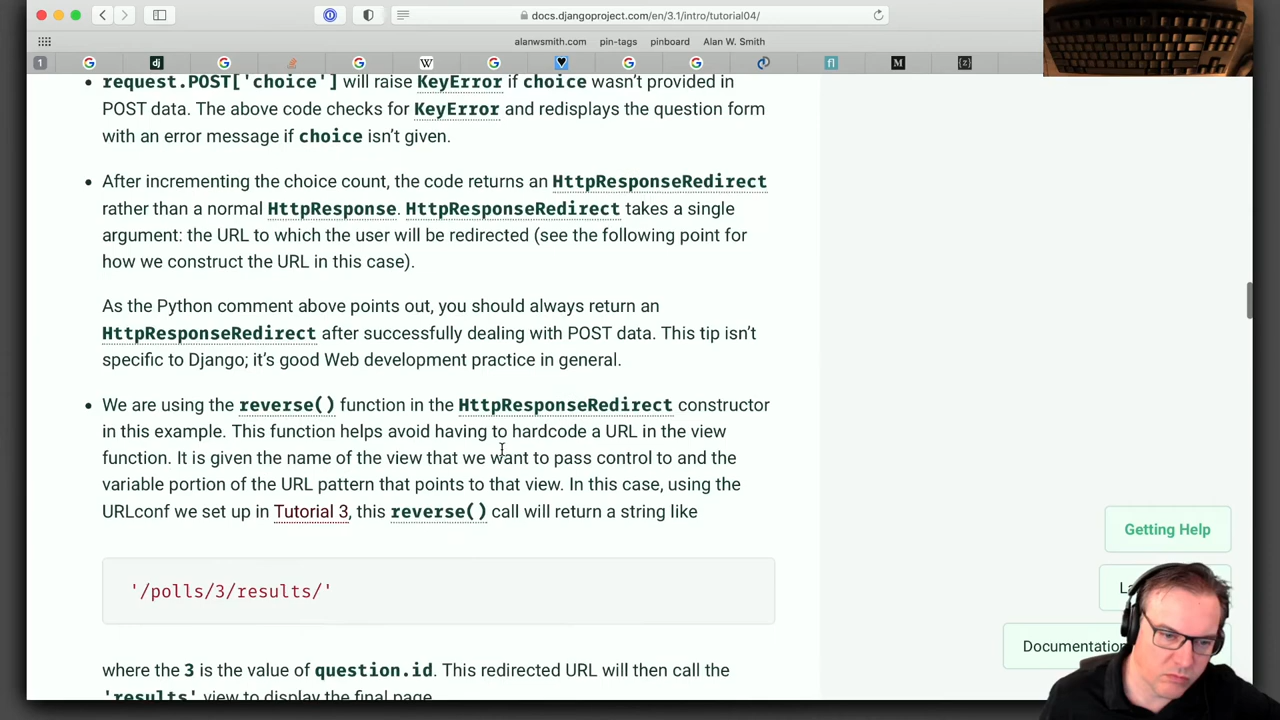 docs.djangoproject.com/en/3.1/intro/tutorial04/
alanwsmith.com pin-tags pinboard Alan W. Smith
1
request.POST['choice'] will raise KeyError if choice wasn't provided in
POST data. The above code checks for KeyError and redisplays the question form
with an error message if choice isn't given.
• After incrementing the choice count, the code returns an HttpResponseRedirect
rather than a normal HttpResponse. HttpResponseRedirect takes a single
argument: the URL to which the user will be redirected (see the following point for
how we construct the URL in this case).
As the Python comment above points out, you should always return an
HttpResponseRedirect after successfully dealing with POST data. This tip isn't
specific to Django; it's good Web development practice in general.
• We are using the reverse() function in the HttpResponseRedirect constructor
in this example. This function helps avoid having to hardcode a URL in the view
function. It is given the name of the view that we want to pass control to and the
variable portion of the URL pattern that points to that view. In this case, using the
URLconf we set up in Tutorial 3, this reverse() call will return a string like
'/polls/3/results/'
where the 3 is the value of question.id. This redirected URL will then call the
'results' view to display the final page.
Getting Help
Documentation